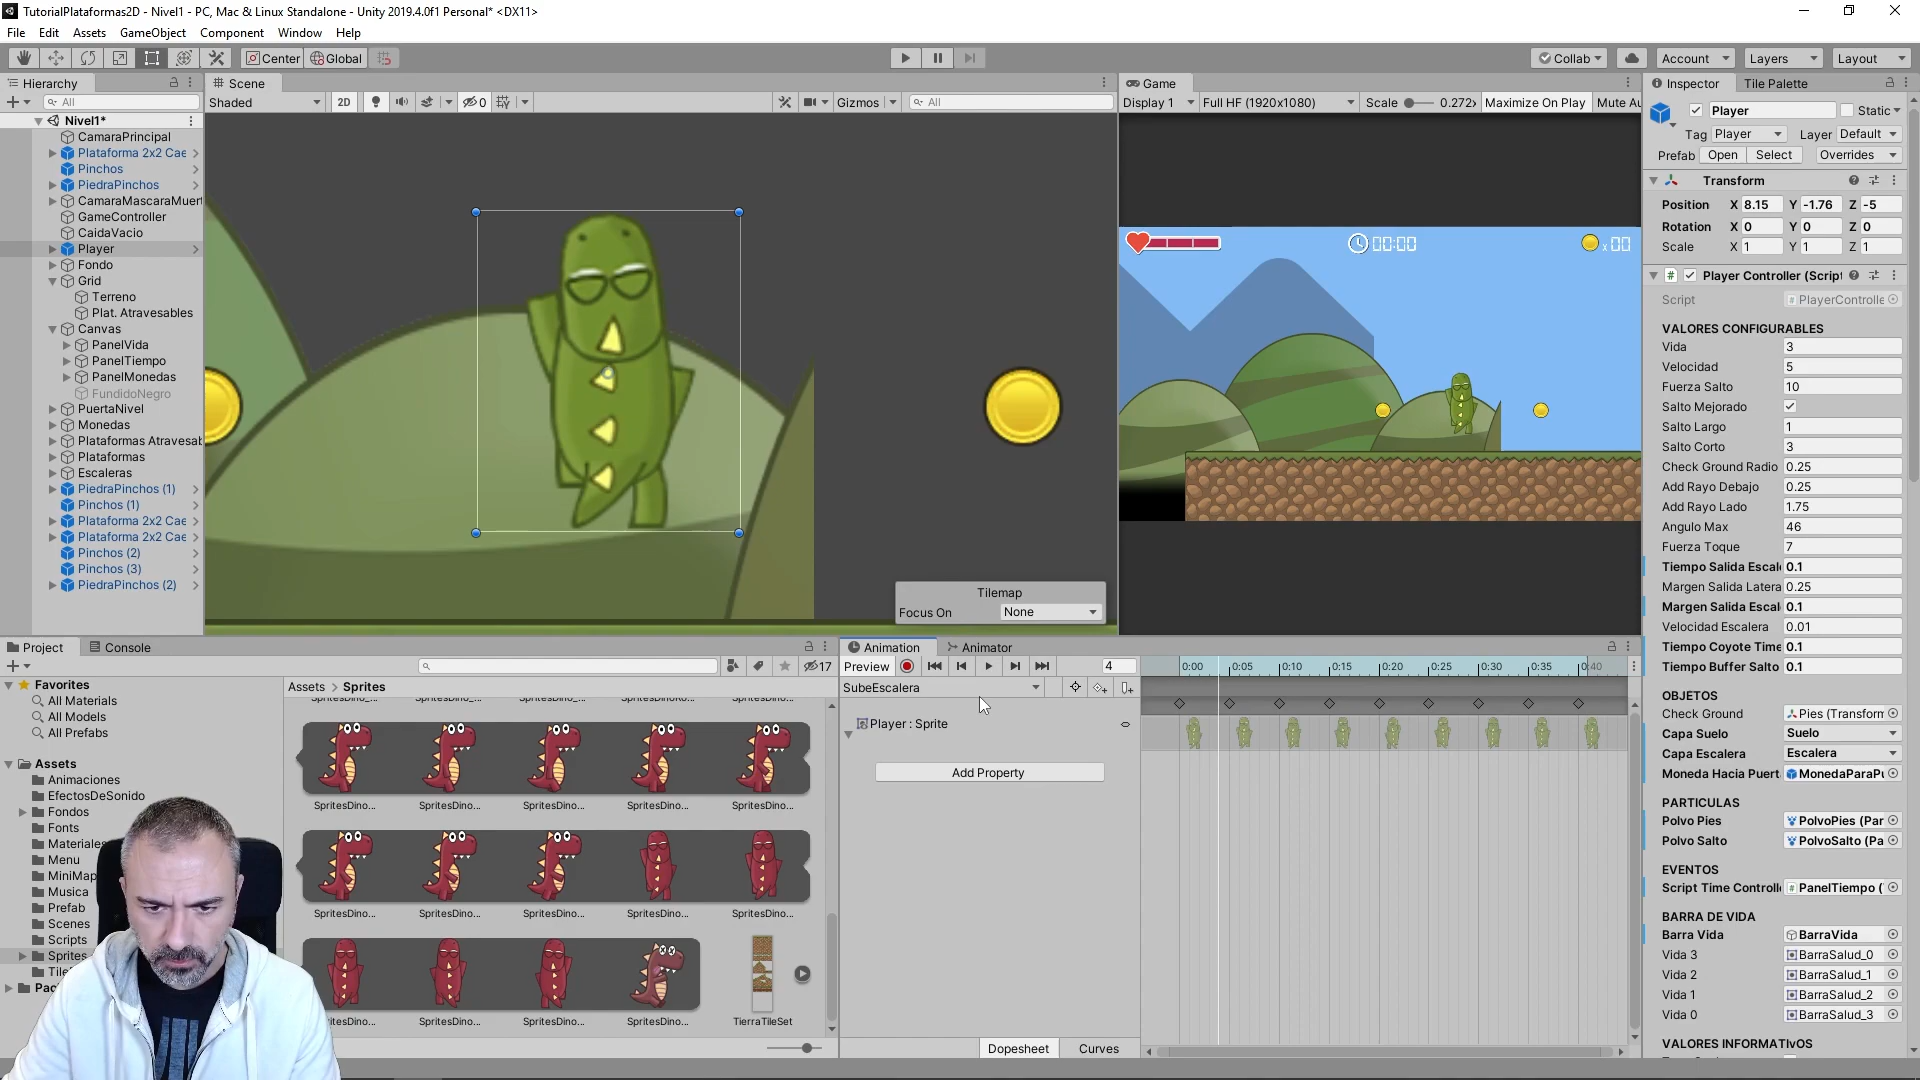 TutorialPlataformas2D - Nivel1 - PC, Mac & Linux Standalone - Unity 2019.4.0f1 Personal* <DX11>
File Edit Assets GameObject Component Window Help
Center Global Collab Account Layers Layout
Hierarchy
All
Nivel1*
CamaraPrincipal
Plataforma 2x2 Cae
Pinchos
PiedraPinchos
CamaraMascaraMuert
GameController
CaidaVacio
Player
Fondo
Grid
Terreno
Plat. Atravesables
Canvas
PanelVida
PanelTiempo
PanelMonedas
FundidoNegro
PuertaNivel
Monedas
Plataformas Atravesab
Plataformas
Escaleras
PiedraPinchos (1)
Pinchos (1)
Plataforma 2x2 Cae
Plataforma 2x2 Cae
Pinchos (2)
Pinchos (3)
PiedraPinchos (2)
Scene
Shaded 2D 0 Gizmos All
Tilemap
Focus On None
Game
Display 1 Full HF (1920x1080) Scale 0.272x Maximize On Play Mute Au
00:00 x00
Inspector Tile Palette
Player Static
Tag Player Layer Default
Prefab Open Select Overrides
Transform
Position X 8.15 Y -1.76 Z -5
Rotation X 0 Y 0 Z 0
Scale X 1 Y 1 Z 1
Player Controller (Script
Script PlayerControlle
VALORES CONFIGURABLES
Vida 3
Velocidad 5
Fuerza Salto 10
Salto Mejorado
Salto Largo 1
Salto Corto 3
Check Ground Radio 0.25
Add Rayo Debajo 0.25
Add Rayo Lado 1.75
Angulo Max 46
Fuerza Toque 7
Tiempo Salida Escal 0.1
Margen Salida Latera 0.25
Margen Salida Escal 0.1
Velocidad Escalera 0.01
Tiempo Coyote Time 0.1
Tiempo Buffer Salto 0.1
OBJETOS
Check Ground Pies (Transform
Capa Suelo Suelo
Capa Escalera Escalera
Moneda Hacia Puert MonedaParaPu
PARTICULAS
Polvo Pies PolvoPies (Par
Polvo Salto PolvoSalto (Pa
EVENTOS
Script Time Controll PanelTiempo (
BARRA DE VIDA
Barra Vida BarraVida
Vida 3 BarraSalud_0
Vida 2 BarraSalud_1
Vida 1 BarraSalud_2
Vida 0 BarraSalud_3
VALORES INFORMATIvOS
Project Console
17
Favorites
All Materials
All Models
All Prefabs
Assets
Animaciones
EfectosDeSonido
Fondos
Fonts
Materiales
Menu
MiniMap
Musica
Prefab
Scenes
Scripts
Sprites
Assets > Sprites
SpritesDino... SpritesDino... SpritesDino... SpritesDino... SpritesDino...
SpritesDino... SpritesDino... SpritesDino... SpritesDino... SpritesDino...
SpritesDino... SpritesDino... SpritesDino... TierraTileSet
Animation Animator
Preview 4
0:00 0:05 0:10 0:15 0:20 0:25 0:30 0:35 0:40
SubeEscalera
Player : Sprite
Add Property
Dopesheet Curves